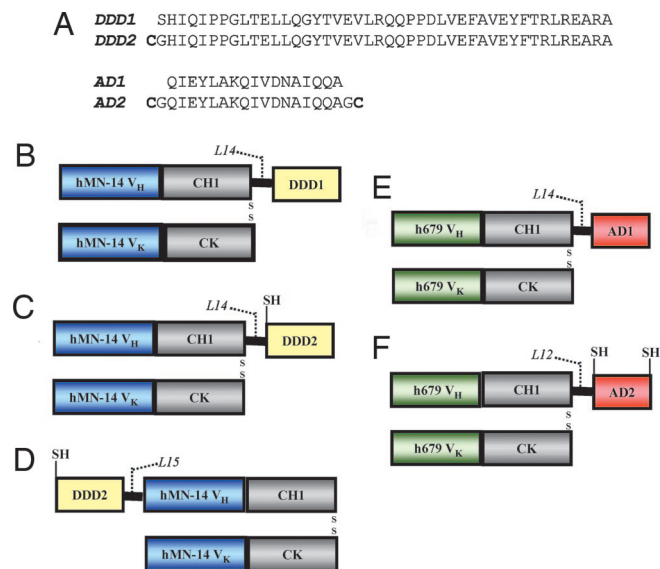 A
DDD1 SHIQIPPGLTELLQGYTVEVLRQQPPDLVEFAVEYFTRLREARA
DDD2 CGHIQIPPGLTELLQGYTVEVLRQQPPDLVEFAVEYFTRLREARA
AD1 QIEYLAKQIVDNAIQQA
AD2 CGQIEYLAKQIVDNAIQQAGC
B
L14
hMN-14 VH CH1 DDD1
S
S
hMN-14 VK CK
C
L14 SH
hMN-14 VH CH1 DDD2
S
S
hMN-14 VK CK
D
SH L15
DDD2 hMN-14 VH CH1
S
S
hMN-14 VK CK
E
L14
h679 VH CH1 AD1
S
S
h679 VK CK
F
L12 SH SH
h679 VH CH1 AD2
S
S
h679 VK CK